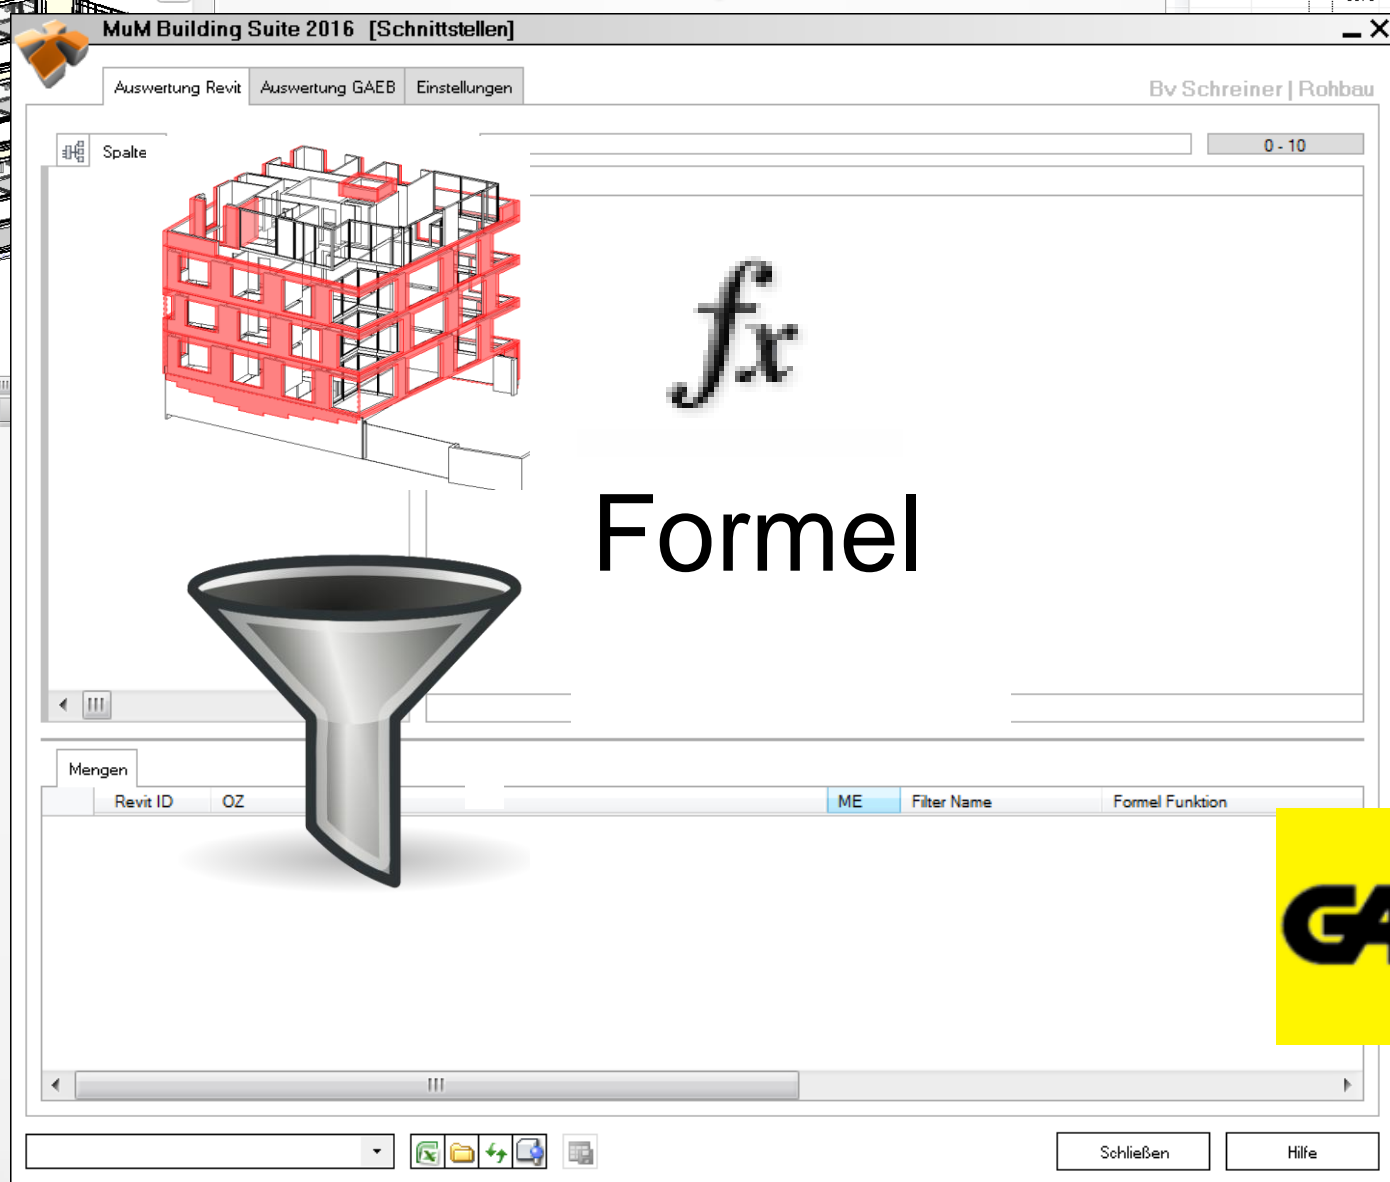 MuM Building Suite 2016 [Schnittstellen]
Auswertung Revit Auswertung GAEB Einstellungen
Bv Schreiner | Rohbau
Spalte
0 - 10
fx
Formel
Mengen
Revit ID OZ ME Filter Name Formel Funktion
Schließen Hilfe